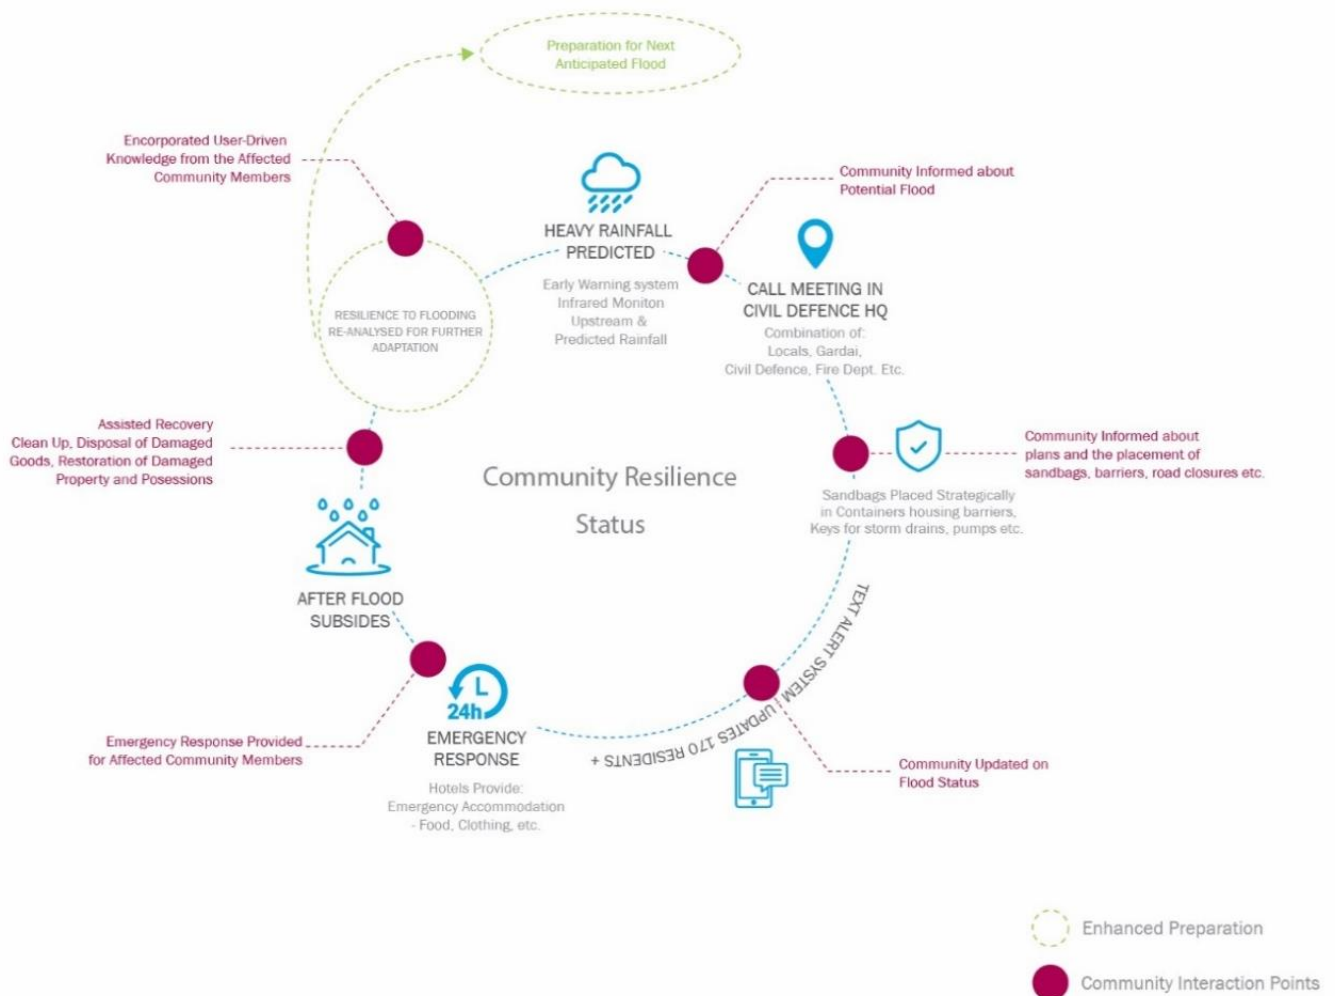 Preparation for Next
Anticipated Flood
Encorporated User-Driven
Knowledge from the Affected
Community Members
HEAVY RAINFALL
PREDICTED
Early Warning system
Infrared Moniton
Upstream &
Predicted Rainfall
Community Informed about
Potential Flood
CALL MEETING IN
CIVIL DEFENCE HQ
Combination of:
Locals, Gardai,
Civil Defence, Fire Dept. Etc.
RESILIENCE TO FLOODING
RE-ANALYSED FOR FURTHER
ADAPTATION
Community Informed about
plans and the placement of
sandbags, barriers, road closures etc.
Sandbags Placed Strategically
in Containers housing barriers,
Keys for storm drains, pumps etc.
Assisted Recovery
Clean Up, Disposal of Damaged
Goods, Restoration of Damaged
Property and Posessions
Community Resilience
Status
TEXT ALERT SYSTEM | UPDATES 170 RESIDENTS +
AFTER FLOOD
SUBSIDES
L
24h
EMERGENCY
RESPONSE
Hotels Provide:
Emergency Accommodation
- Food, Clothing, etc.
Emergency Response Provided
for Affected Community Members
Community Updated on
Flood Status
Enhanced Preparation
Community Interaction Points